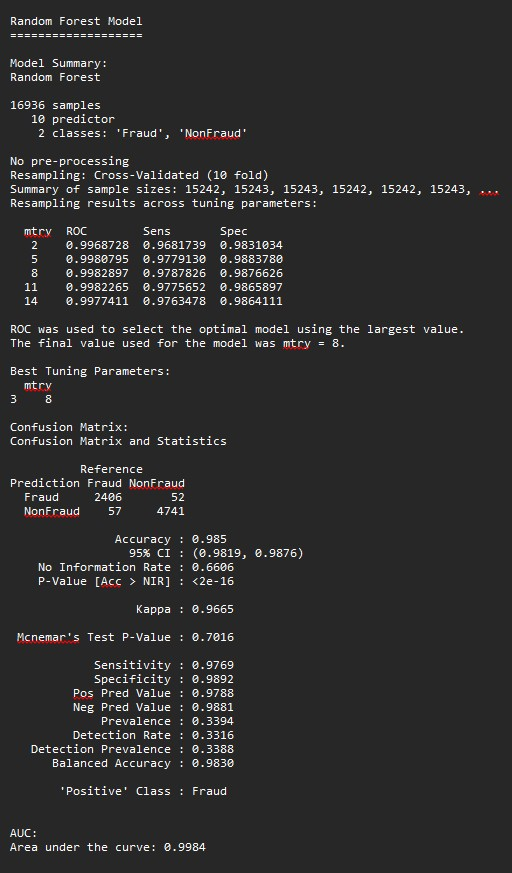 Random Forest Model
===================
Model Summary:
Random Forest
16936 samples
10 predictor
2 classes: 'Fraud', 'NonFraud'
No pre-processing
Resampling: Cross-Validated (10 fold)
Summary of sample sizes: 15242, 15243, 15243, 15242, 15242, 15243, ...
Resampling results across tuning parameters:
mtry ROC Sens Spec
2 0.9968728 0.9681739 0.9831034
5 0.9980795 0.9779130 0.9883780
8 0.9982897 0.9787826 0.9876626
11 0.9982265 0.9775652 0.9865897
14 0.9977411 0.9763478 0.9864111
ROC was used to select the optimal model using the largest value.
The final value used for the model was mtry = 8.
Best Tuning Parameters:
mtry
3 8
Confusion Matrix:
Confusion Matrix and Statistics
Reference
Prediction Fraud NonFraud
Fraud 2406 52
NonFraud 57 4741
Accuracy : 0.985
95% CI : (0.9819, 0.9876)
No Information Rate : 0.6606
P-Value [Acc > NIR] : <2e-16
Kappa : 0.9665
Mcnemar's Test P-Value : 0.7016
Sensitivity : 0.9769
Specificity : 0.9892
Pos Pred Value : 0.9788
Neg Pred Value : 0.9881
Prevalence : 0.3394
Detection Rate : 0.3316
Detection Prevalence : 0.3388
Balanced Accuracy : 0.9830
'Positive' Class : Fraud
AUC:
Area under the curve: 0.9984